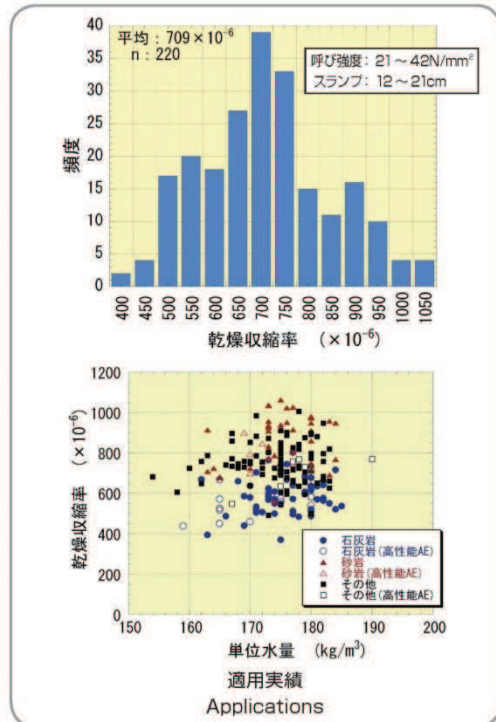 平均：709×10⁻⁶
n：220
呼び強度：21～42N/mm²
スランプ：12～21cm
頻度
40
35
30
25
20
15
10
5
0
400 450 500 550 600 650 700 750 800 850 900 950 1000 1050
乾燥収縮率 (×10⁻⁶)
乾燥収縮率 (×10⁻⁶)
1200
1000
800
600
400
200
0
石灰岩
石灰岩(高性能AE)
砂岩
砂岩(高性能AE)
その他
その他(高性能AE)
150 160 170 180 190 200
単位水量 (kg/m³)
適用実績
Applications